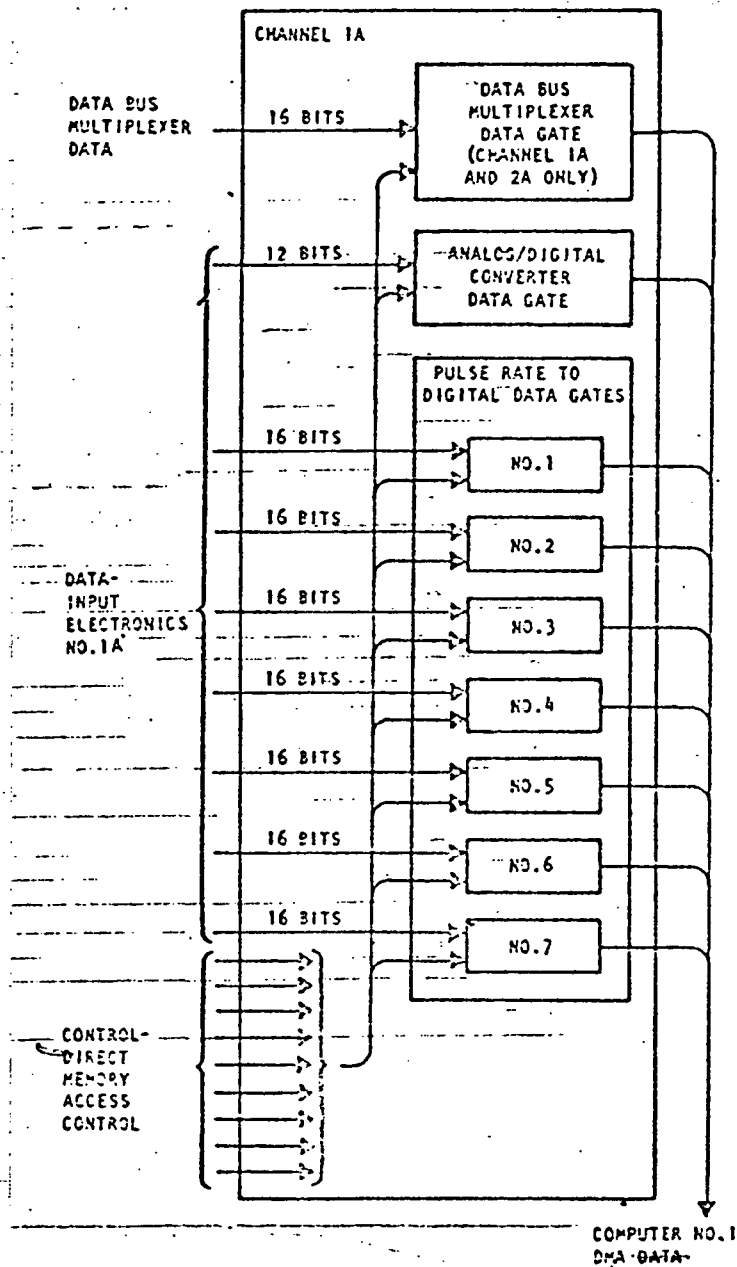 CHANNEL 1A
DATA BUS
MULTIPLEXER
DATA
16 BITS
DATA BUS
MULTIPLEXER
DATA GATE
(CHANNEL 1A
AND 2A ONLY)
12 BITS
ANALOG/DIGITAL
CONVERTER
DATA GATE
PULSE RATE TO
DIGITAL DATA GATES
16 BITS
NO.1
16 BITS
NO.2
DATA-
INPUT
ELECTRONICS
NO.1A
16 BITS
NO.3
16 BITS
NO.4
16 BITS
NO.5
16 BITS
NO.6
16 BITS
NO.7
CONTROL-
DIRECT
MEMORY
ACCESS
CONTROL
COMPUTER NO.1
DMA DATA